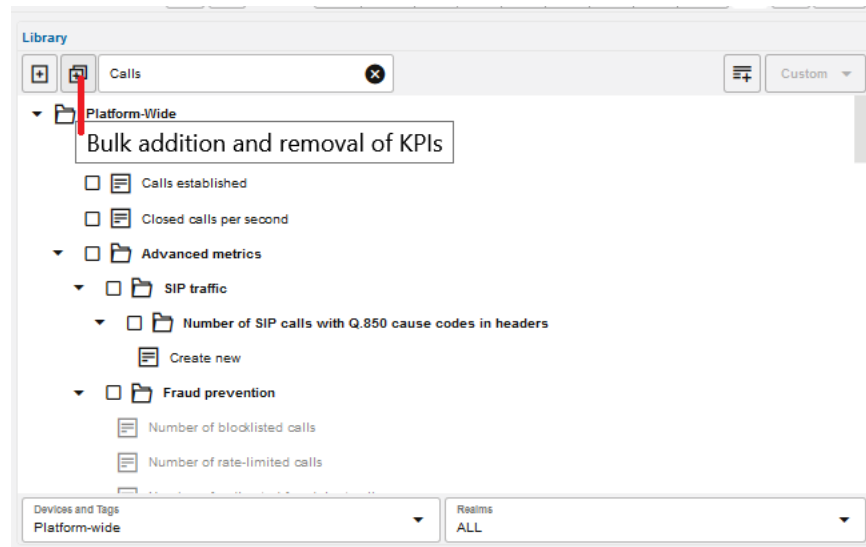 Library
Calls
Custom
Platform-Wide
Bulk addition and removal of KPIs
Calls established
Closed calls per second
Advanced metrics
SIP traffic
Number of SIP calls with Q.850 cause codes in headers
Create new
Fraud prevention
Number of blocklisted calls
Number of rate-limited calls
Devices and Tags
Realms
Platform-wide
ALL